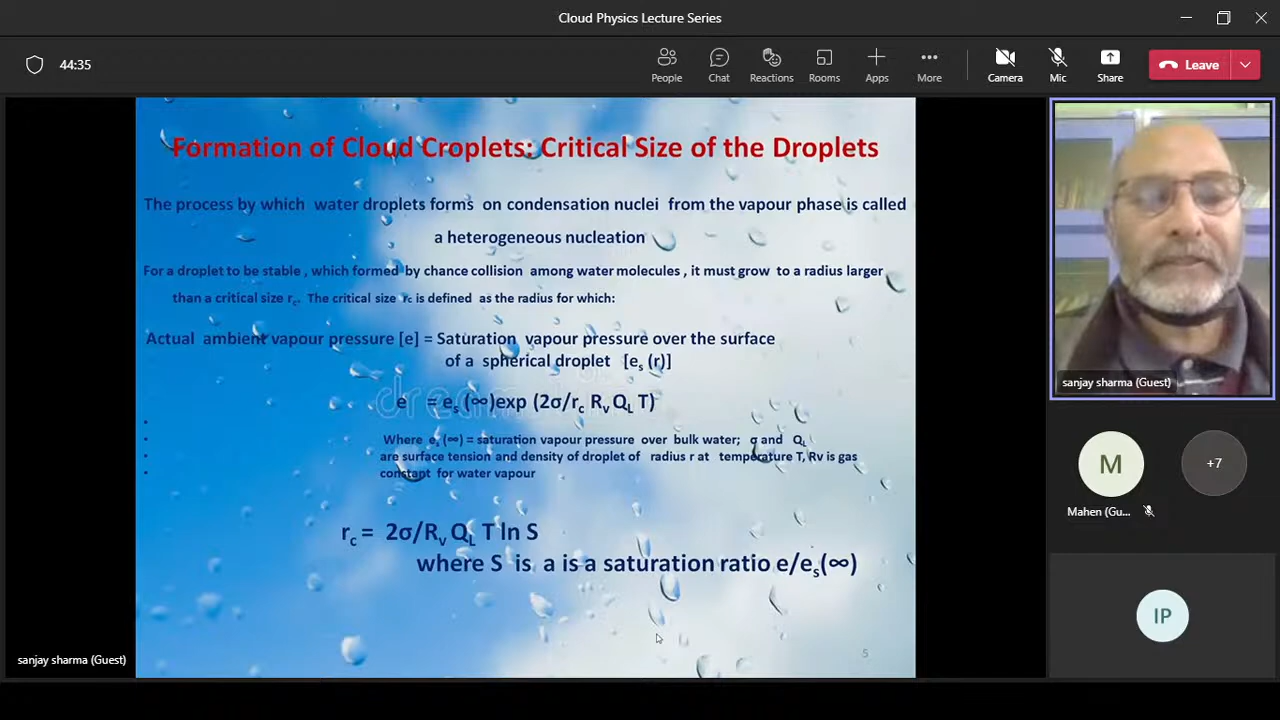 Cloud Physics Lecture Series
44:35
People
Chat
Reactions
Rooms
Apps
More
Camera
Mic
Share
Leave
Formation of Cloud Croplets: Critical Size of the Droplets
The process by which water droplets forms on condensation nuclei from the vapour phase is called
a heterogeneous nucleation
For a droplet to be stable , which formed by chance collision among water molecules , it must grow to a radius larger
than a critical size r꜀. The critical size r꜀ is defined as the radius for which:
Actual ambient vapour pressure [e] = Saturation vapour pressure over the surface
of a spherical droplet [eₛ (r)]
e = eₛ (∞)exp (2σ/r꜀ Rᵥ Q_L T)
Where eₛ (∞) = saturation vapour pressure over bulk water; σ and Q_L
are surface tension and density of droplet of radius r at temperature T, Rv is gas
constant for water vapour
r꜀ = 2σ/Rᵥ Q_L T ln S
where S is a is a saturation ratio e/eₛ(∞)
5
sanjay sharma (Guest)
sanjay sharma (Guest)
M
+7
Mahen (Gu...
IP